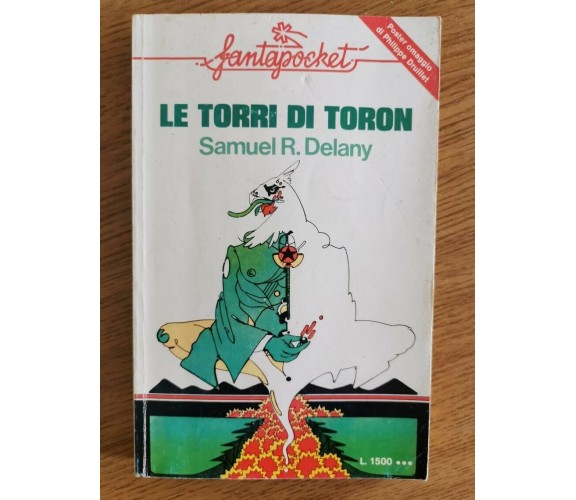 fantapocket
Poster omaggio
di Philippe Druillet
LE TORRI DI TORON
Samuel R. Delany
L. 1500 •••